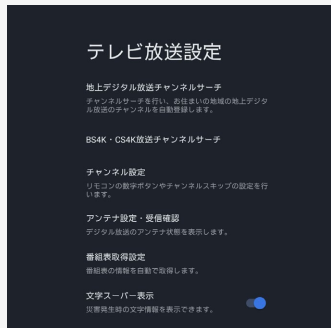 テレビ放送設定
地上デジタル放送チャンネルサーチ
チャンネルサーチを行い、お住まいの地域の地上デジタ
ル放送のチャンネルを自動登録します。
BS4K・CS4K放送チャンネルサーチ
チャンネル設定
リモコンの数字ボタンやチャンネルスキップの設定を行
います。
アンテナ設定・受信確認
デジタル放送のアンテナ状態を表示します。
番組表取得設定
番組表の情報を自動で取得します。
文字スーパー表示
災害発生時の文字情報を表示できます。